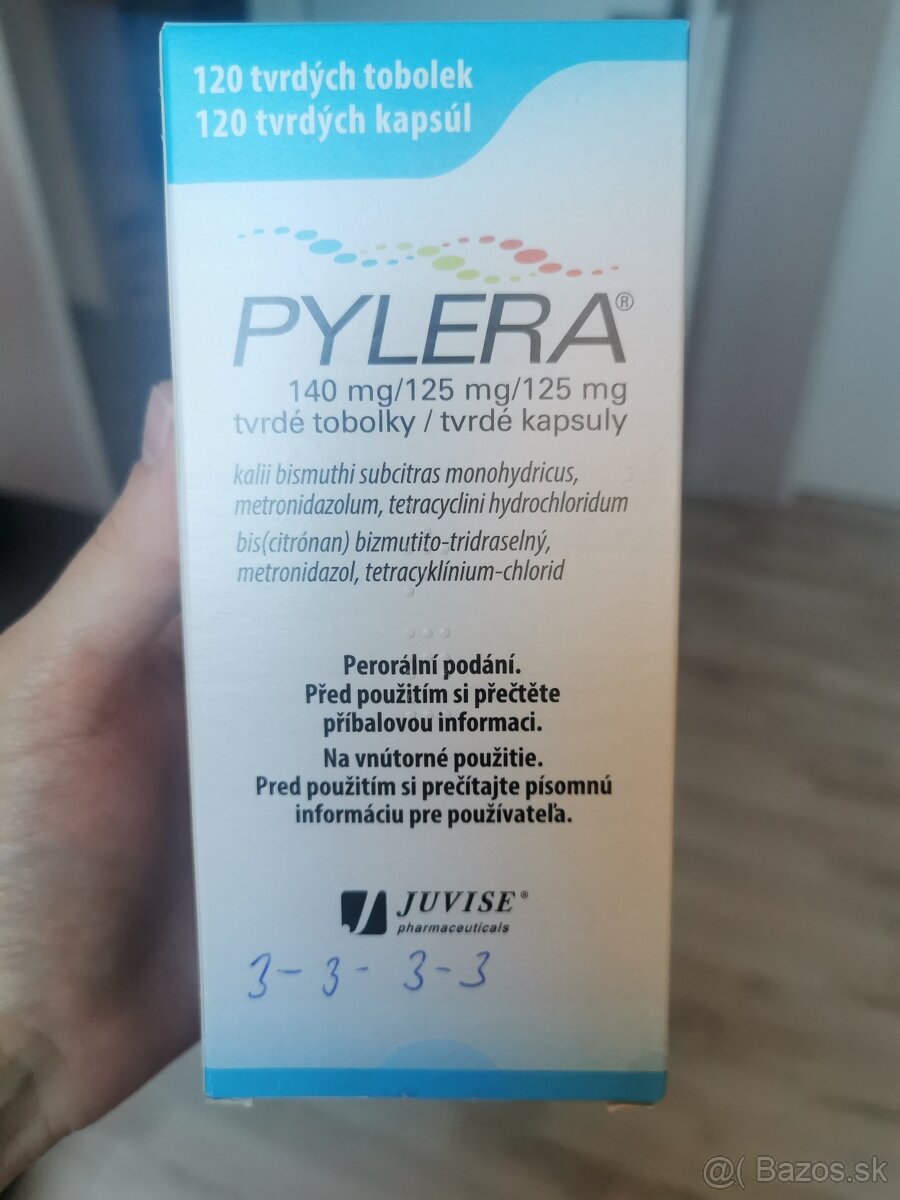 120 tvrdých tobolek
120 tvrdých kapsúl
PYLERA®
140 mg/125 mg/125 mg
tvrdé tobolky / tvrdé kapsuly
kalii bismuthi subcitras monohydricus,
metronidazolum, tetracyclini hydrochloridum
bis(citrónan) bizmutito-tridraselný,
metronidazol, tetracyklínium-chlorid
Perorální podání.
Před použitím si přečtěte
příbalovou informaci.
Na vnútorné použitie.
Pred použitím si prečítajte písomnú
informáciu pre používateľa.
JUVISE®
pharmaceuticals
3-3-3-3
@( Bazos.sk